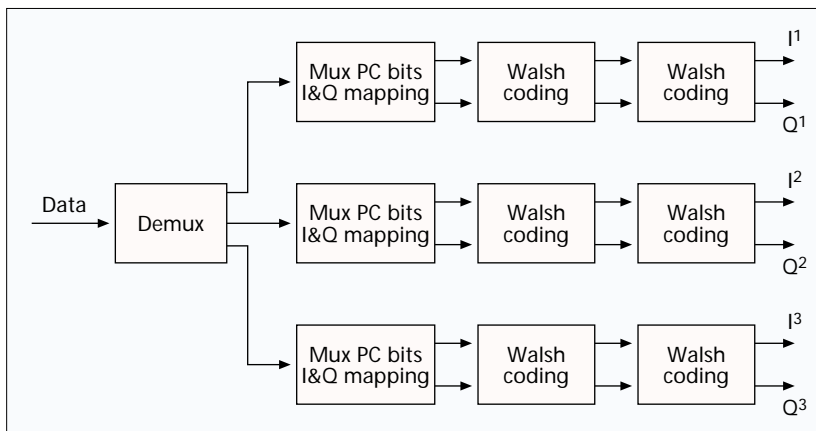 Data
Demux
Mux PC bits
I&Q mapping
Walsh
coding
Walsh
coding
I1
Q1
Mux PC bits
I&Q mapping
Walsh
coding
Walsh
coding
I2
Q2
Mux PC bits
I&Q mapping
Walsh
coding
Walsh
coding
I3
Q3